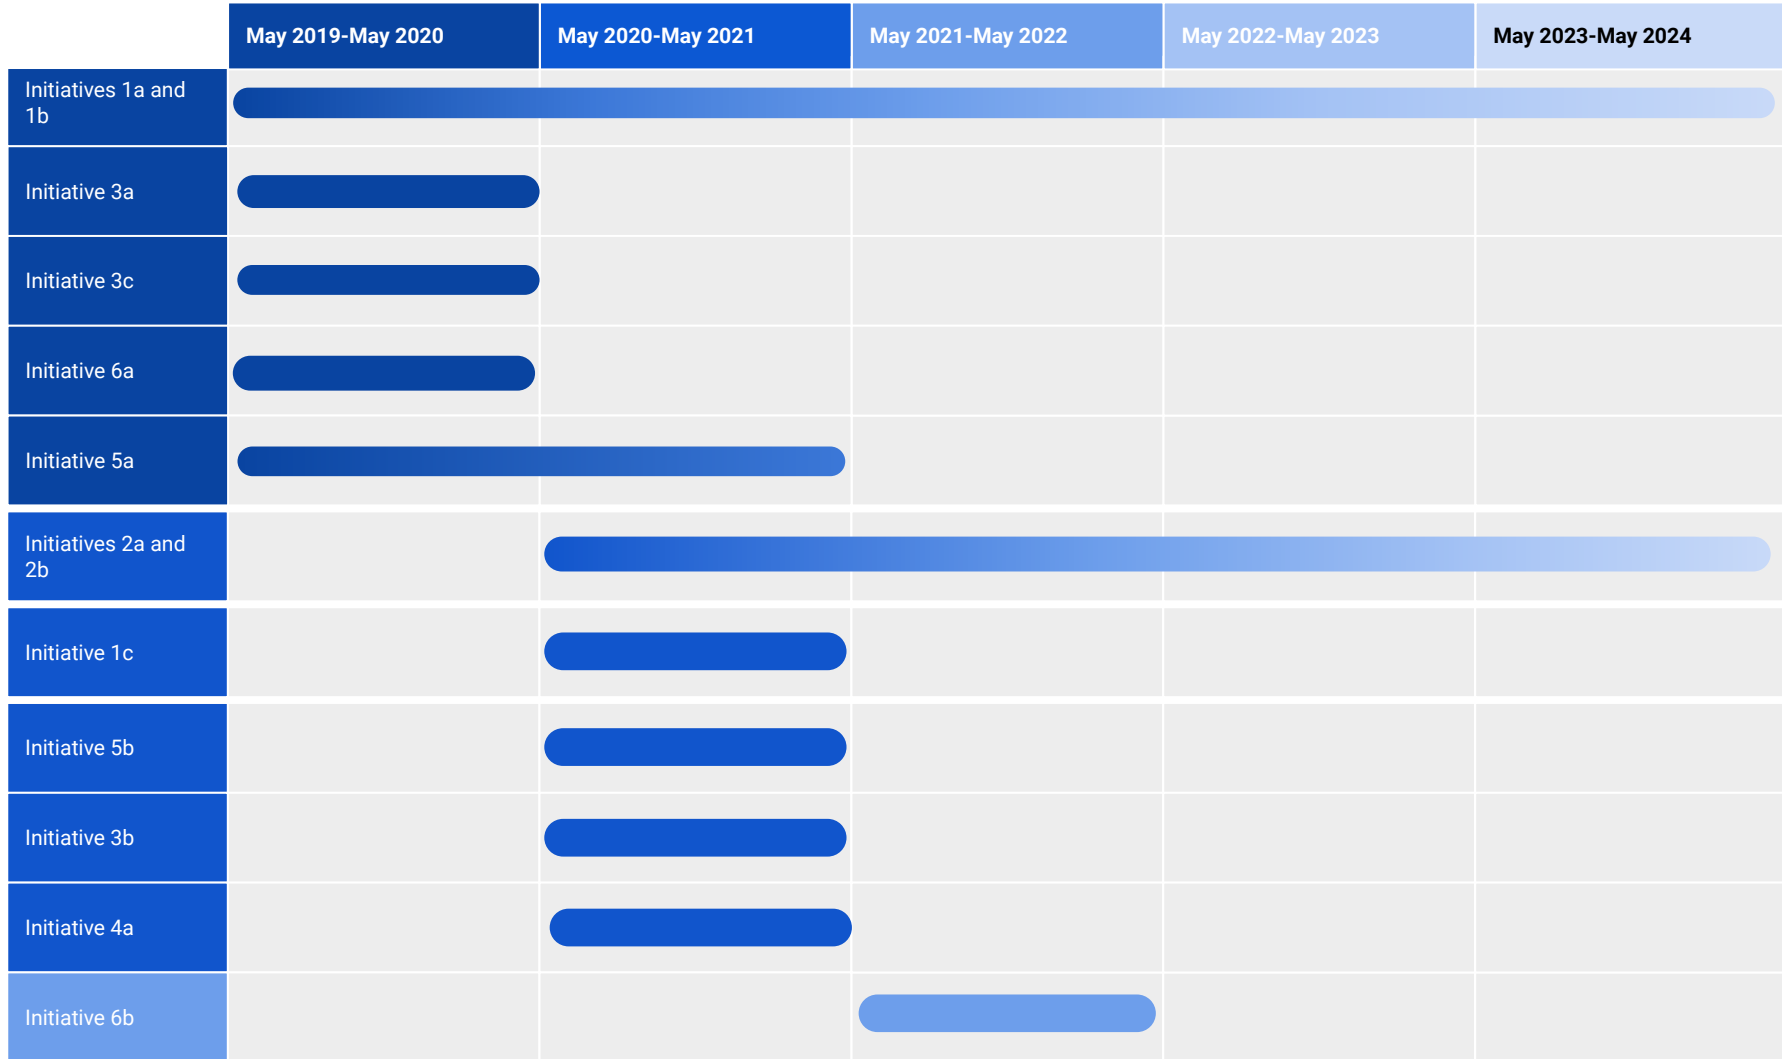 May 2019-May 2020
May 2020-May 2021
May 2021-May 2022
May 2022-May 2023
May 2023-May 2024
Initiatives 1a and
1b
Initiative 3a
Initiative 3c
Initiative 6a
Initiative 5a
Initiatives 2a and
2b
Initiative 1c
Initiative 5b
Initiative 3b
Initiative 4a
Initiative 6b